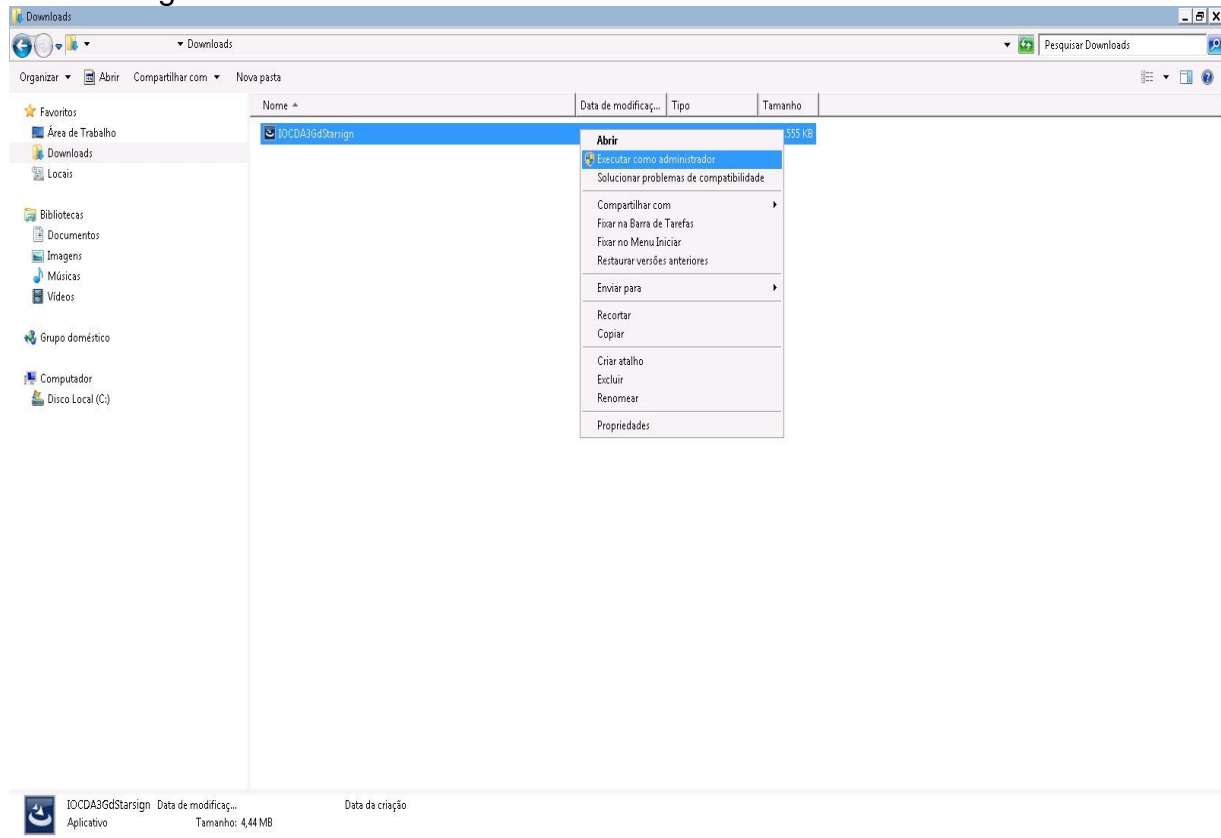 Downloads
Downloads
Pesquisar Downloads
Organizar Abrir Compartilhar com Nova pasta
Favoritos
Área de Trabalho
Downloads
Locais
Bibliotecas
Documentos
Imagens
Músicas
Vídeos
Grupo doméstico
Computador
Disco Local (C:)
Nome Data de modificaç... Tipo Tamanho
IOCDA3GdStarsign .555 KB
Abrir
Executar como administrador
Solucionar problemas de compatibilidade
Compartilhar com
Fixar na Barra de Tarefas
Fixar no Menu Iniciar
Restaurar versões anteriores
Enviar para
Recortar
Copiar
Criar atalho
Excluir
Renomear
Propriedades
IOCDA3GdStarsign Data de modificaç... Data da criação
Aplicativo Tamanho: 4,44 MB